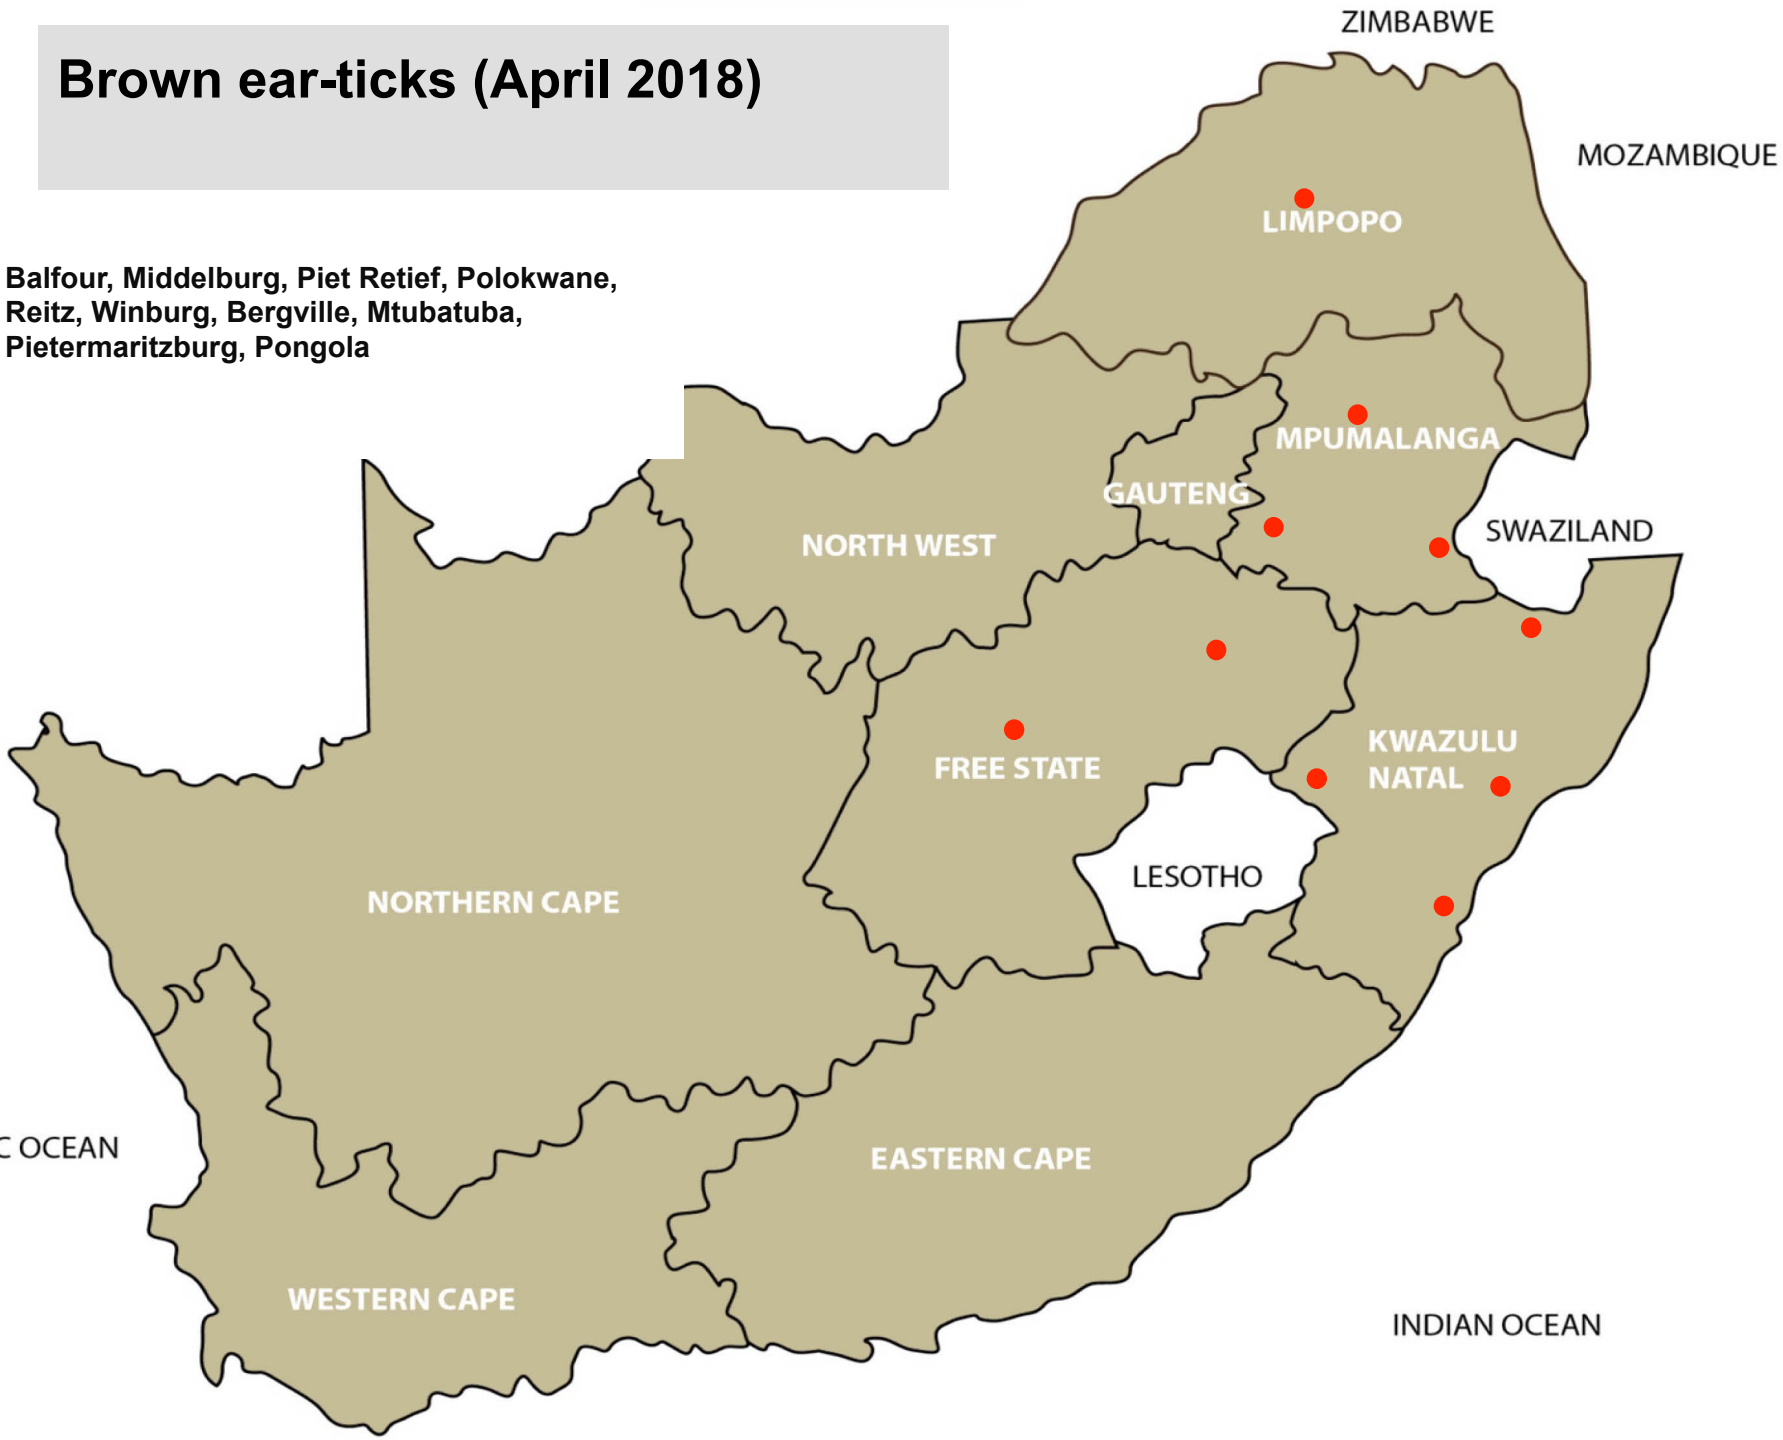 Brown ear-ticks (April 2018)
Balfour, Middelburg, Piet Retief, Polokwane,
Reitz, Winburg, Bergville, Mtubatuba,
Pietermaritzburg, Pongola
ZIMBABWE
MOZAMBIQUE
LIMPOPO
MPUMALANGA
GAUTENG
SWAZILAND
NORTH WEST
KWAZULU
NATAL
FREE STATE
LESOTHO
NORTHERN CAPE
C OCEAN
EASTERN CAPE
WESTERN CAPE
INDIAN OCEAN